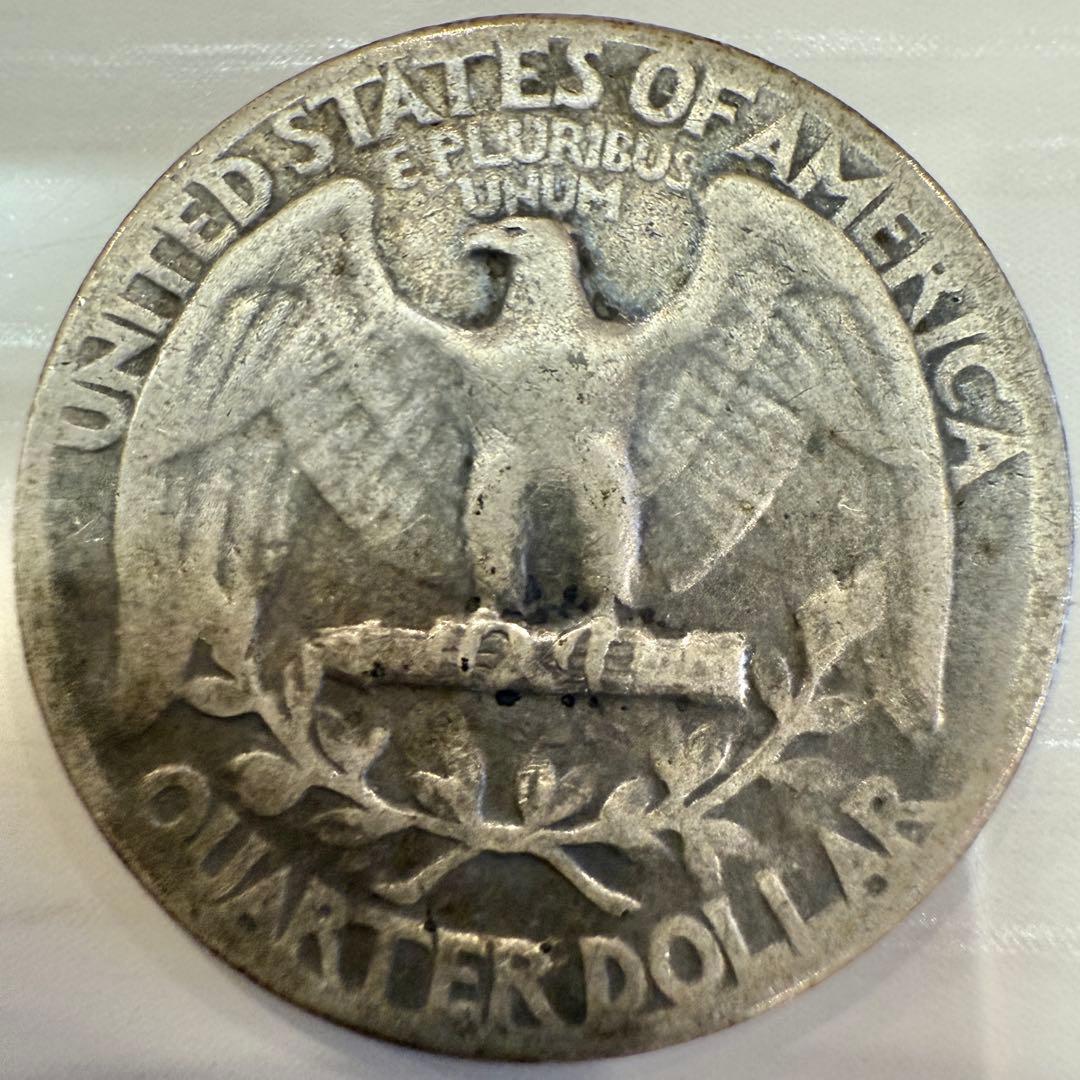 UNITED STATES OF AMERICA
E PLURIBUS
UNUM
QUARTER DOLLAR